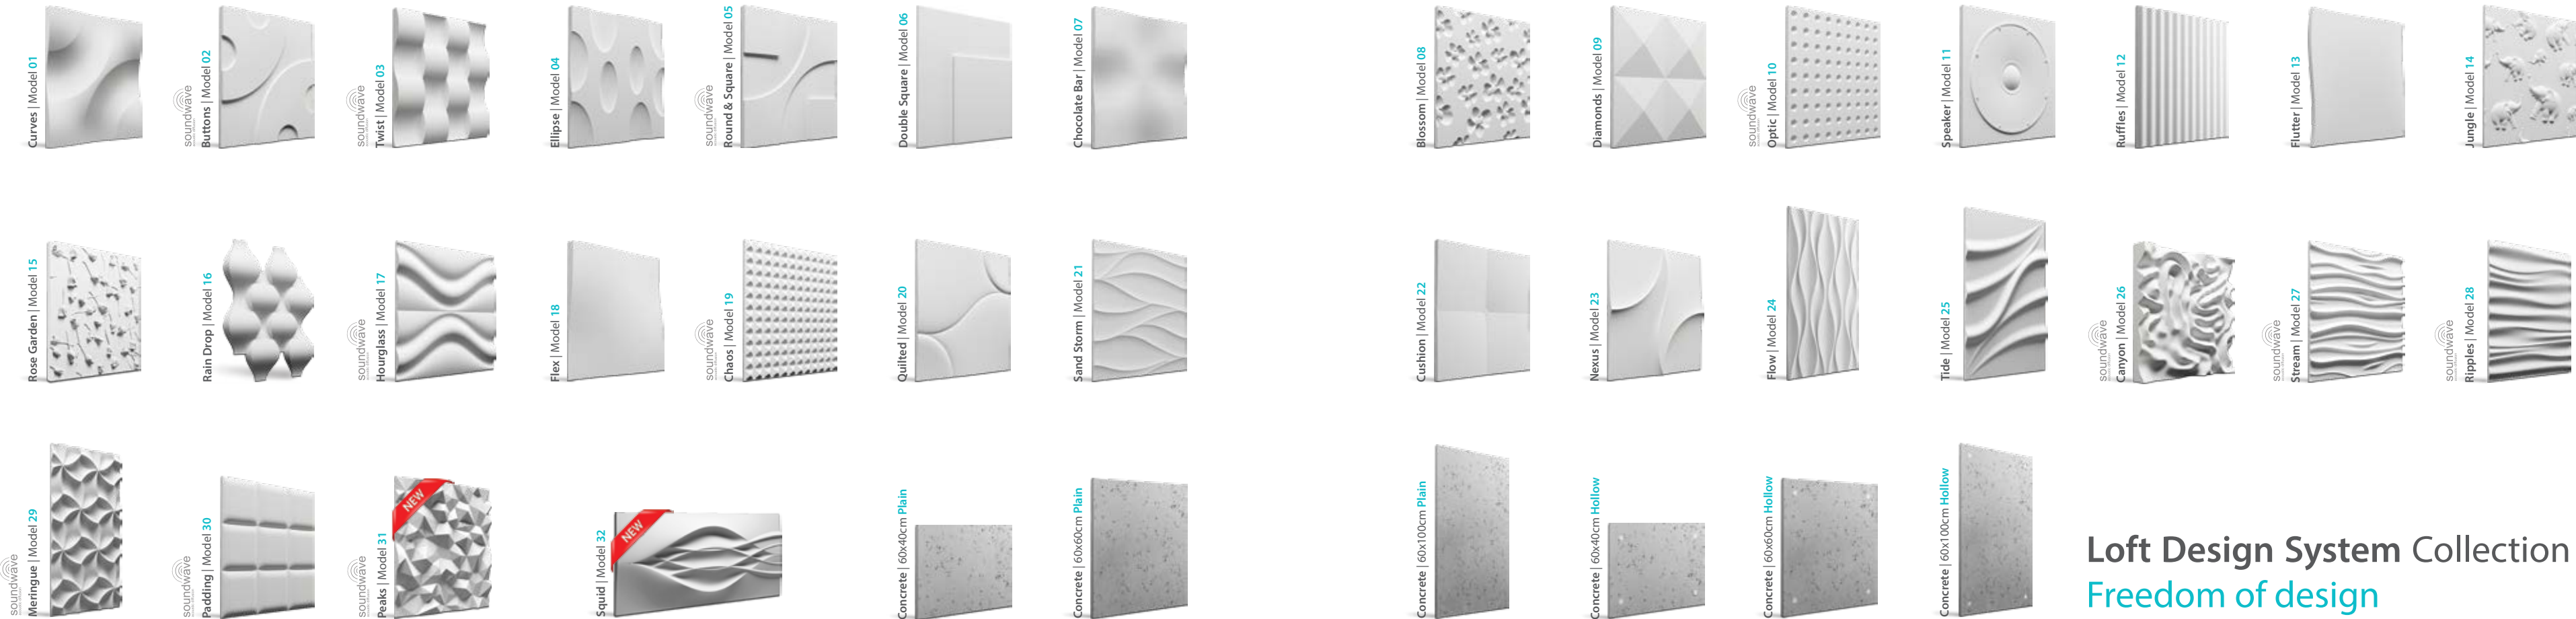 Curves | Model 01
soundwave
Buttons | Model 02
soundwave
Twist | Model 03
Ellipse | Model 04
soundwave
Round & Square | Model 05
Double Square | Model 06
Chocolate Bar | Model 07
Blossom | Model 08
Diamonds | Model 09
soundwave
Optic | Model 10
Speaker | Model 11
Ruffles | Model 12
Flutter | Model 13
Jungle | Model 14
Rose Garden | Model 15
Rain Drop | Model 16
soundwave
Hourglass | Model 17
Flex | Model 18
soundwave
Chaos | Model 19
Quilted | Model 20
Sand Storm | Model 21
Cushion | Model 22
Nexus | Model 23
Flow | Model 24
Tide | Model 25
soundwave
Canyon | Model 26
soundwave
Stream | Model 27
soundwave
Ripples | Model 28
soundwave
Meringue | Model 29
soundwave
Padding | Model 30
soundwave
Peaks | Model 31
NEW
Squid | Model 32
NEW
Concrete | 60x40cm Plain
Concrete | 60x60cm Plain
Concrete | 60x100cm Plain
Concrete | 60x40cm Hollow
Concrete | 60x60cm Hollow
Concrete | 60x100cm Hollow
Loft Design System Collection
Freedom of design